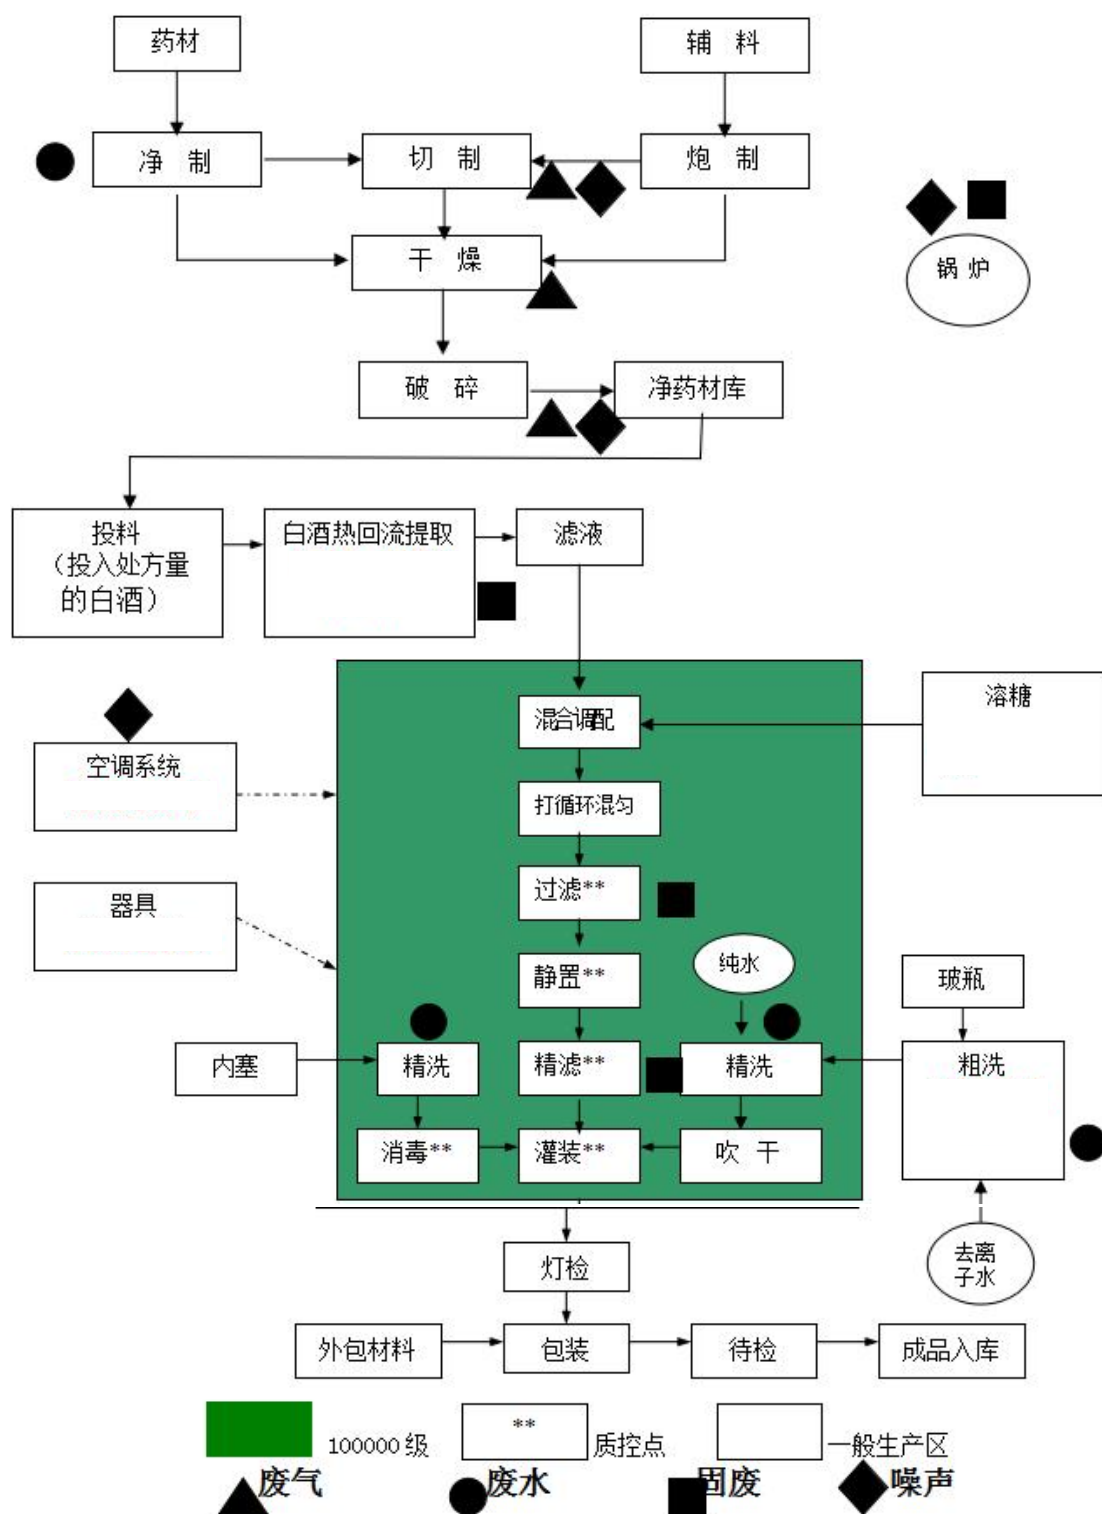 药材
辅 料
净 制
切 制
炮 制
干 燥
锅 炉
破 碎
净药材库
投料
（投入处方量
的白酒）
白酒热回流提取
滤液
混合调配
溶糖
空调系统
打循环混匀
过滤**
器具
静置**
纯水
玻瓶
内塞
精洗
精滤**
精洗
粗洗
消毒**
灌装**
吹 干
灯检
去离
子水
外包材料
包装
待检
成品入库
100000 级
**
质控点
一般生产区
废气
废水
固废
噪声